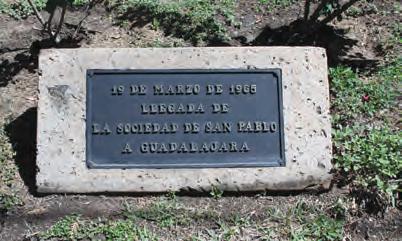 19 DE MARZO DE 1965
LLEGADA DE
LA SOCIEDAD DE SAN PABLO
A GUADALAJARA